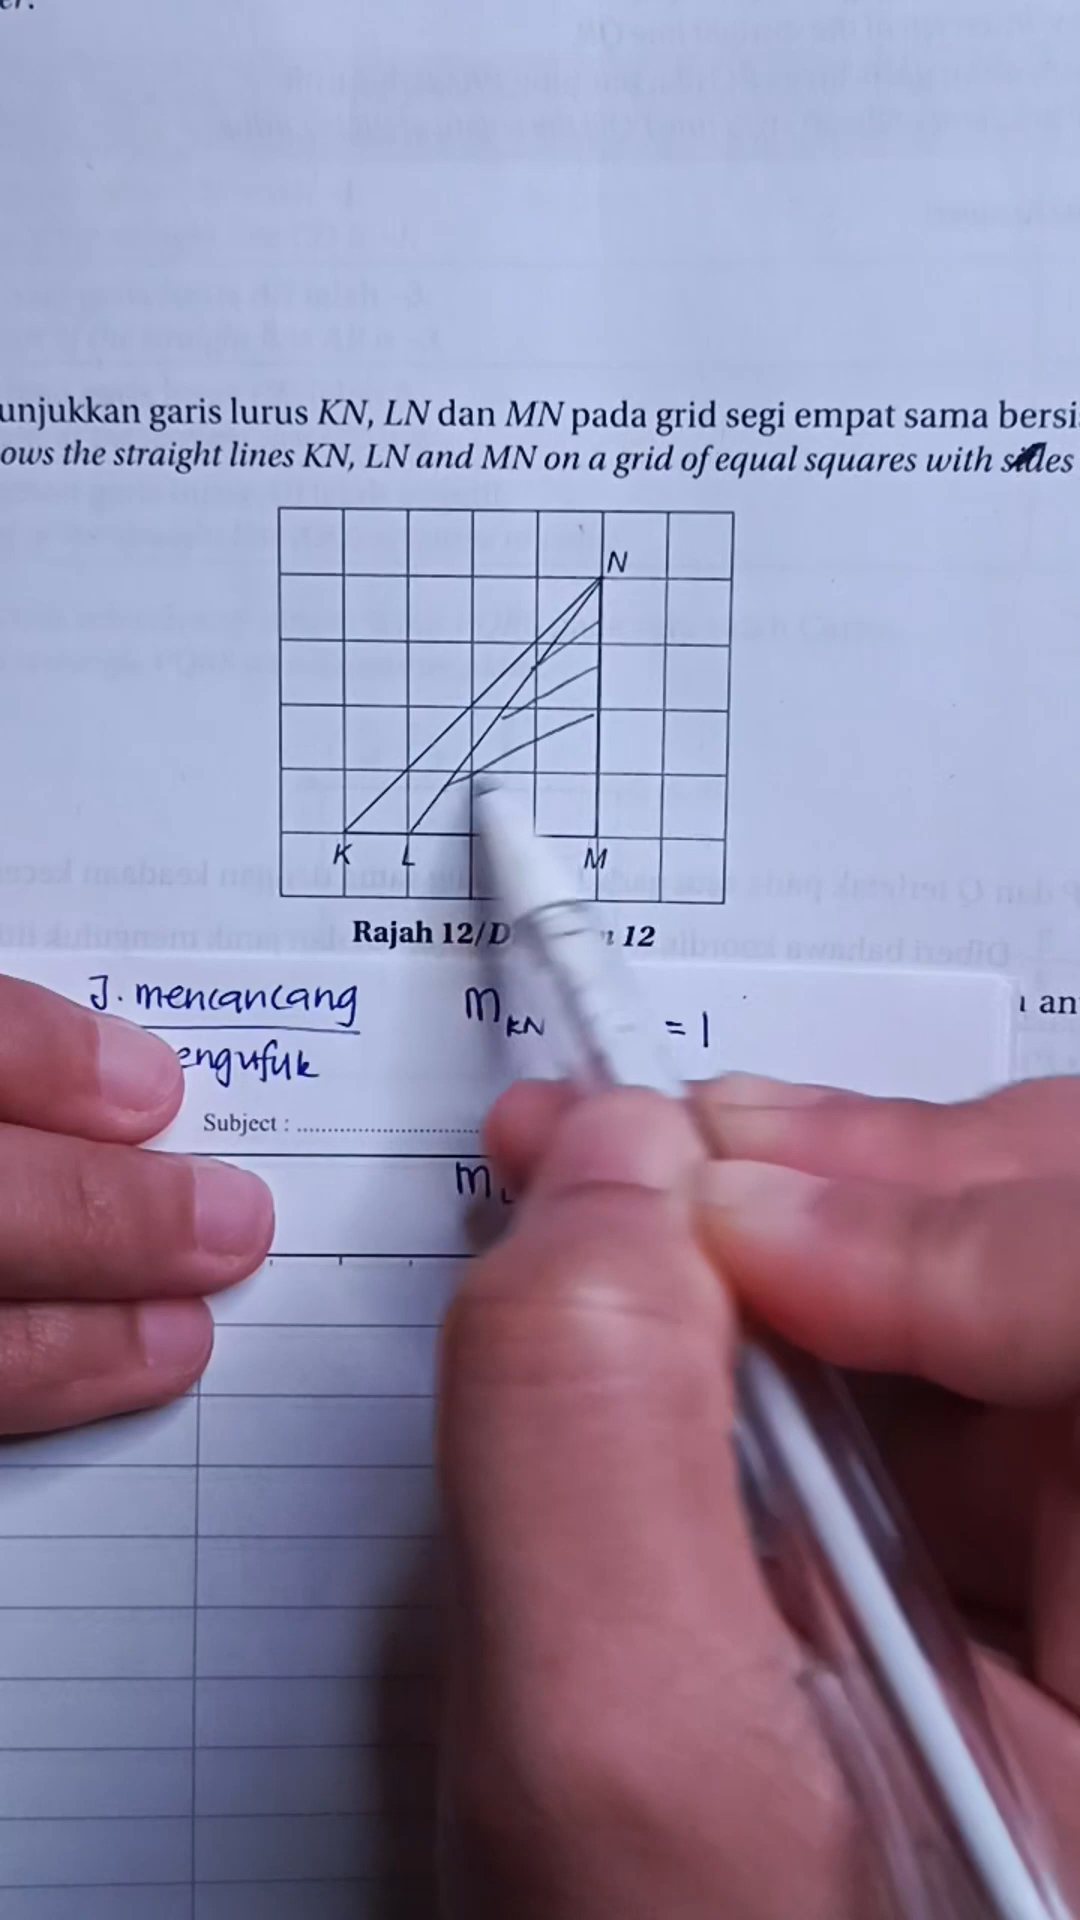 unjukkan garis lurus KN, LN dan MN pada grid segi empat sama
ows the straight lines KN, LN and MN on a grid of equal squares with sides
N
K L M
Rajah 12/D 12
J. mencancang
engufuk
m KN = 1
an
Subject :
m L